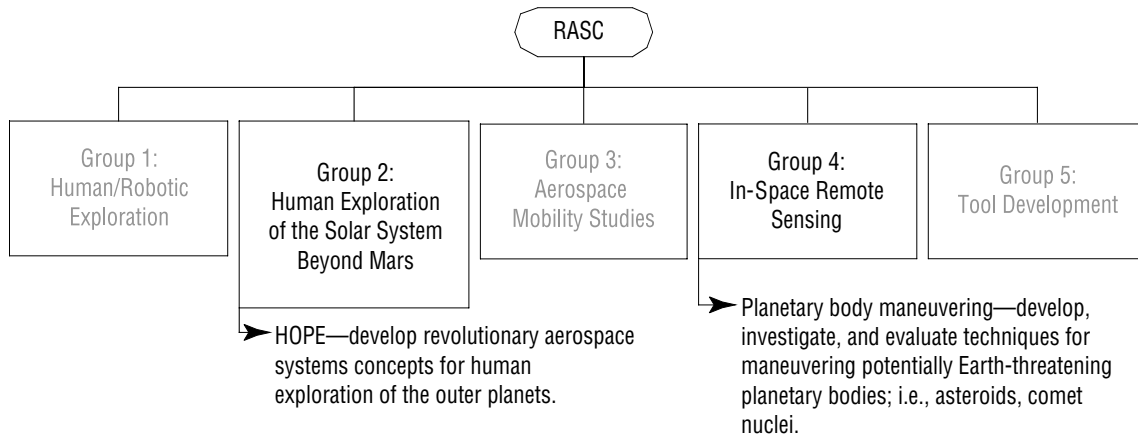 RASC
Group 1:
Human/Robotic
Exploration
Group 2:
Human Exploration
of the Solar System
Beyond Mars
Group 3:
Aerospace
Mobility Studies
Group 4:
In-Space Remote
Sensing
Group 5:
Tool Development
HOPE—develop revolutionary aerospace
systems concepts for human
exploration of the outer planets.
Planetary body maneuvering—develop,
investigate, and evaluate techniques for
maneuvering potentially Earth-threatening
planetary bodies; i.e., asteroids, comet
nuclei.